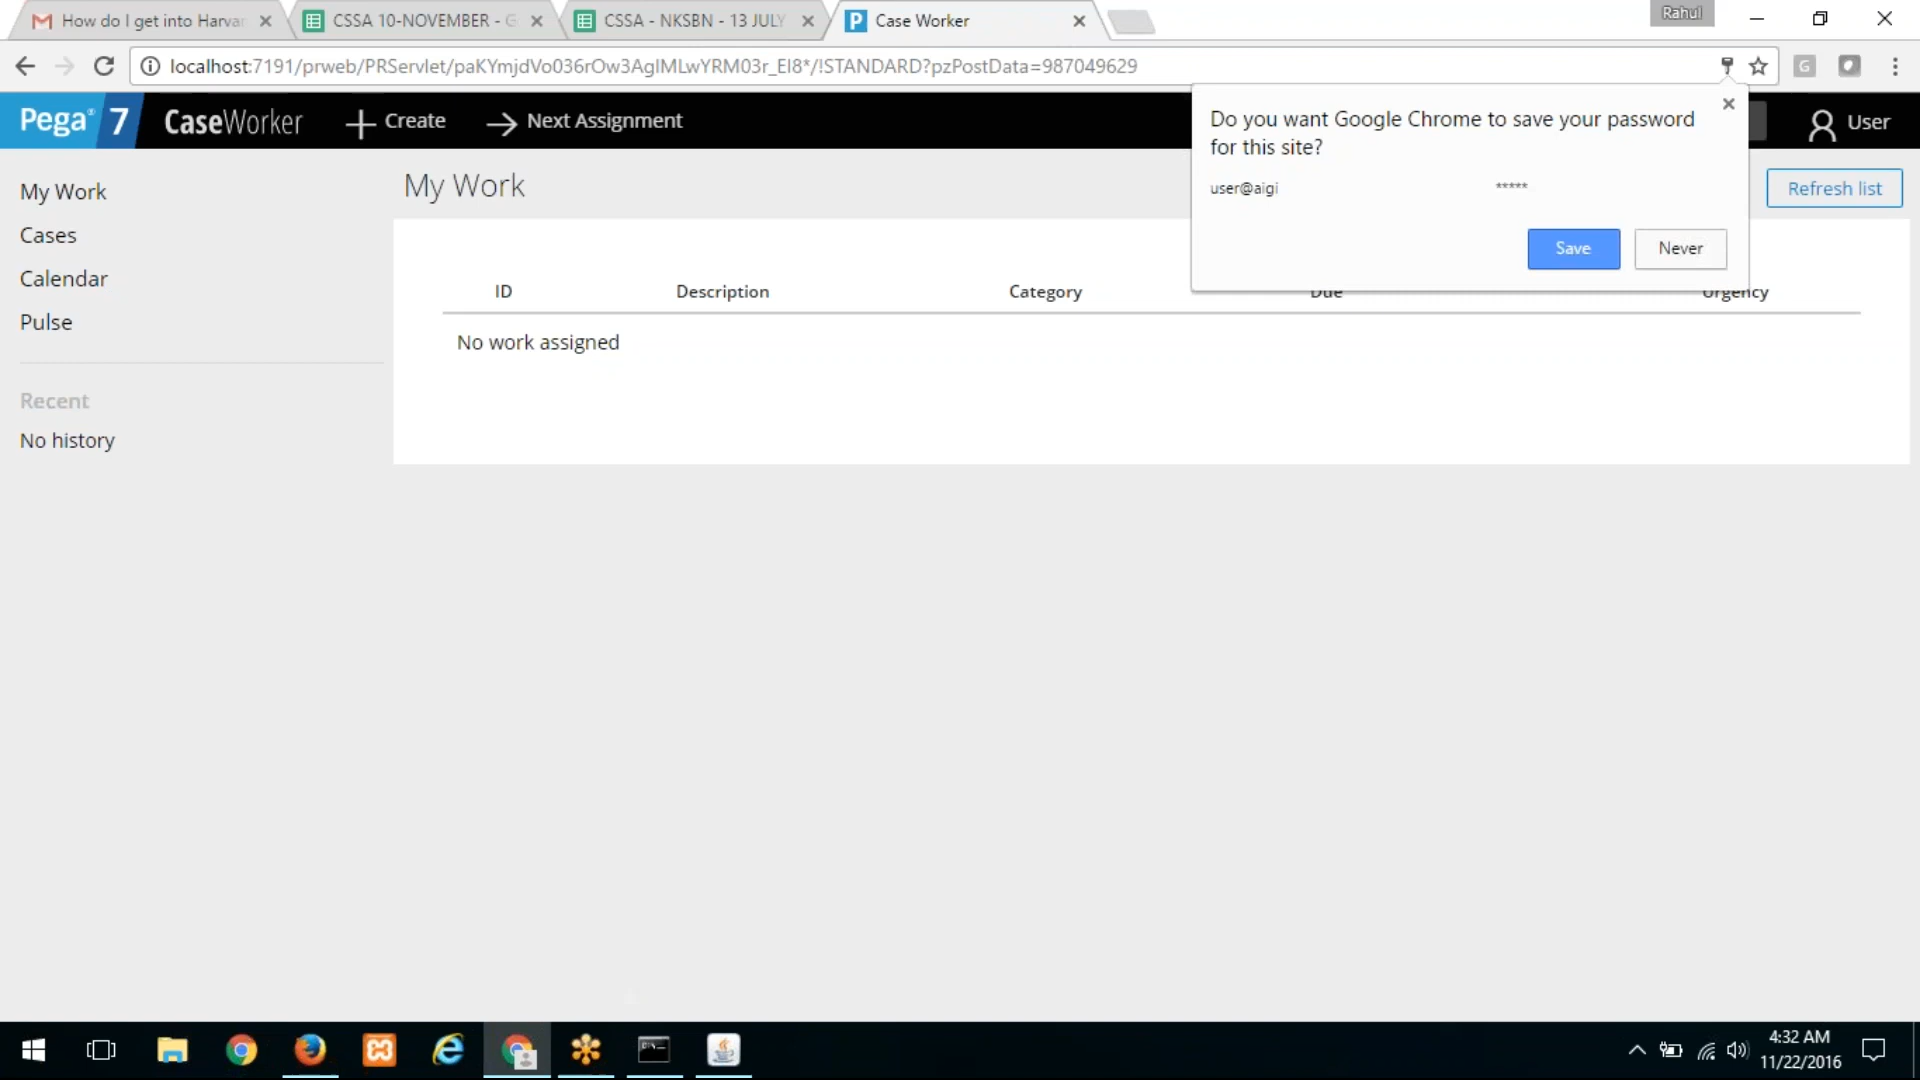 How do I get into Harvar
CSSA 10-NOVEMBER - G
CSSA - NKSBN - 13 JULY
Case Worker
Rahul
localhost:7191/prweb/PRServlet/paKYmjdVo036rOw3AgIMLwYRM03r_EI8*/!STANDARD?pzPostData=987049629
Pega 7
CaseWorker
Create
Next Assignment
User
Do you want Google Chrome to save your password
for this site?
user@aigi *****
Save
Never
My Work
Cases
Calendar
Pulse
Recent
No history
My Work
Refresh list
ID Description Category Due Urgency
No work assigned
4:32 AM
11/22/2016